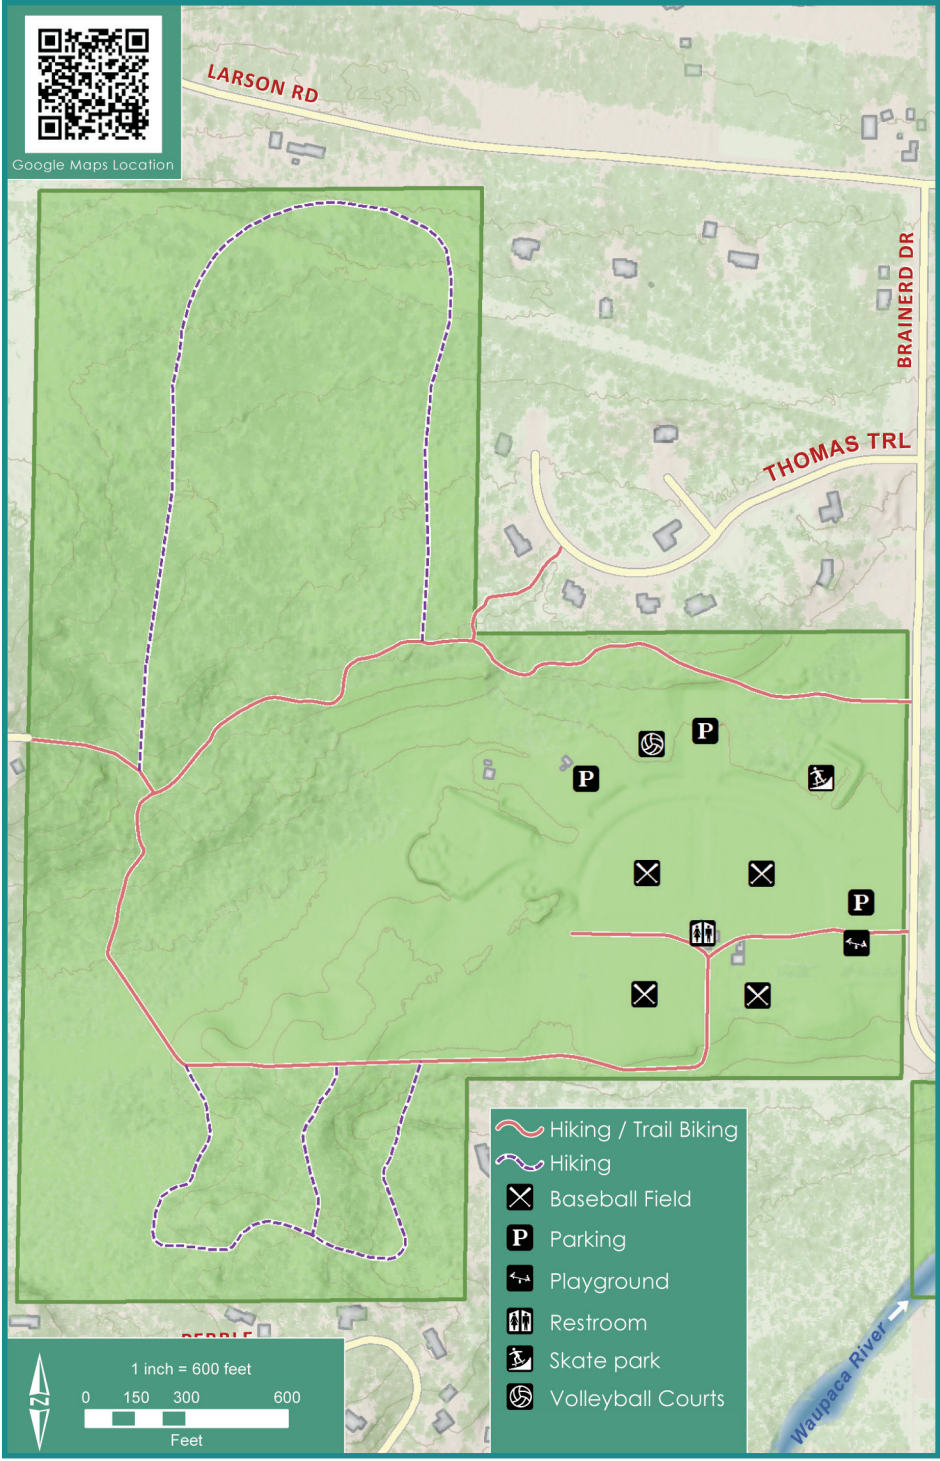 Google Maps Location
LARSON RD
BRAINERD DR
THOMAS TRL
P
P
P
Hiking / Trail Biking
Hiking
Baseball Field
P Parking
Playground
Restroom
Skate park
Volleyball Courts
Waupaca River
N
1 inch = 600 feet
0 150 300 600
Feet